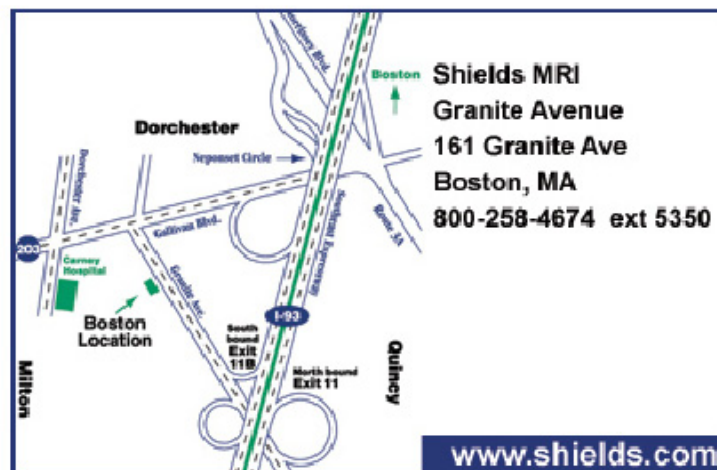 Morrissey Blvd.
Boston
Shields MRI
Granite Avenue
161 Granite Ave
Boston, MA
800-258-4674 ext 5350
Dorchester
Neponset Circle
Dorchester Ave.
Gallivan Blvd.
Southeast Expressway
Route 3A
203
Carney
Hospital
Granite Ave.
Boston
Location
I-93
South
bound
Exit
11B
North bound
Exit 11
Milton
Quincy
www.shields.com